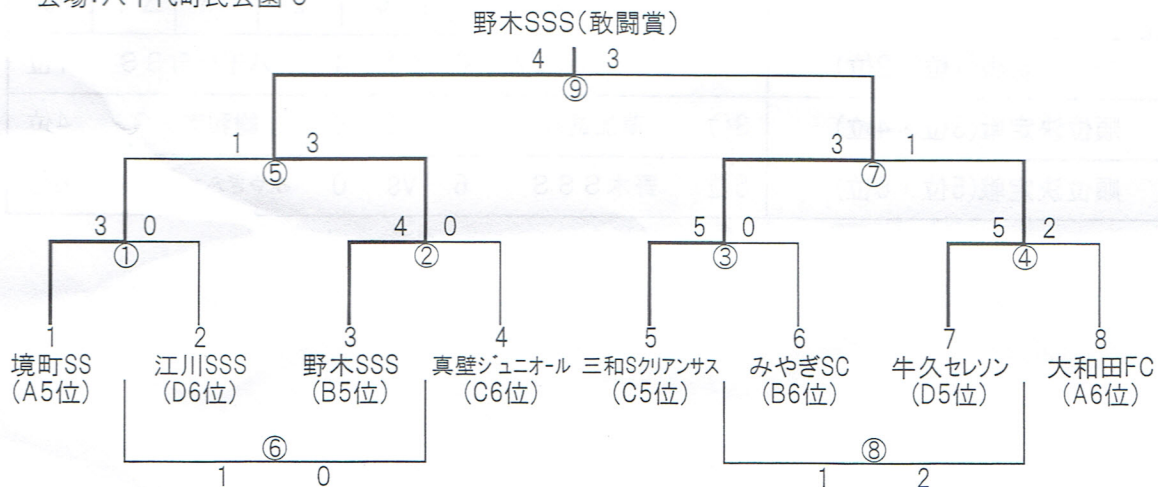 野木SSS(敢闘賞)
4 3
⑨
1 3 3 1
⑤ ⑦
3 0 4 0 5 0 5 2
① ② ③ ④
1 2 3 4 5 6 7 8
境町SS 江川SSS 野木SSS 真壁ジュニオール 三和Sクリアンサス みやぎSC 牛久セレソン 大和田FC
(A5位) (D6位) (B5位) (C6位) (C5位) (B6位) (D5位) (A6位)
⑥ ⑧
1 0 1 2